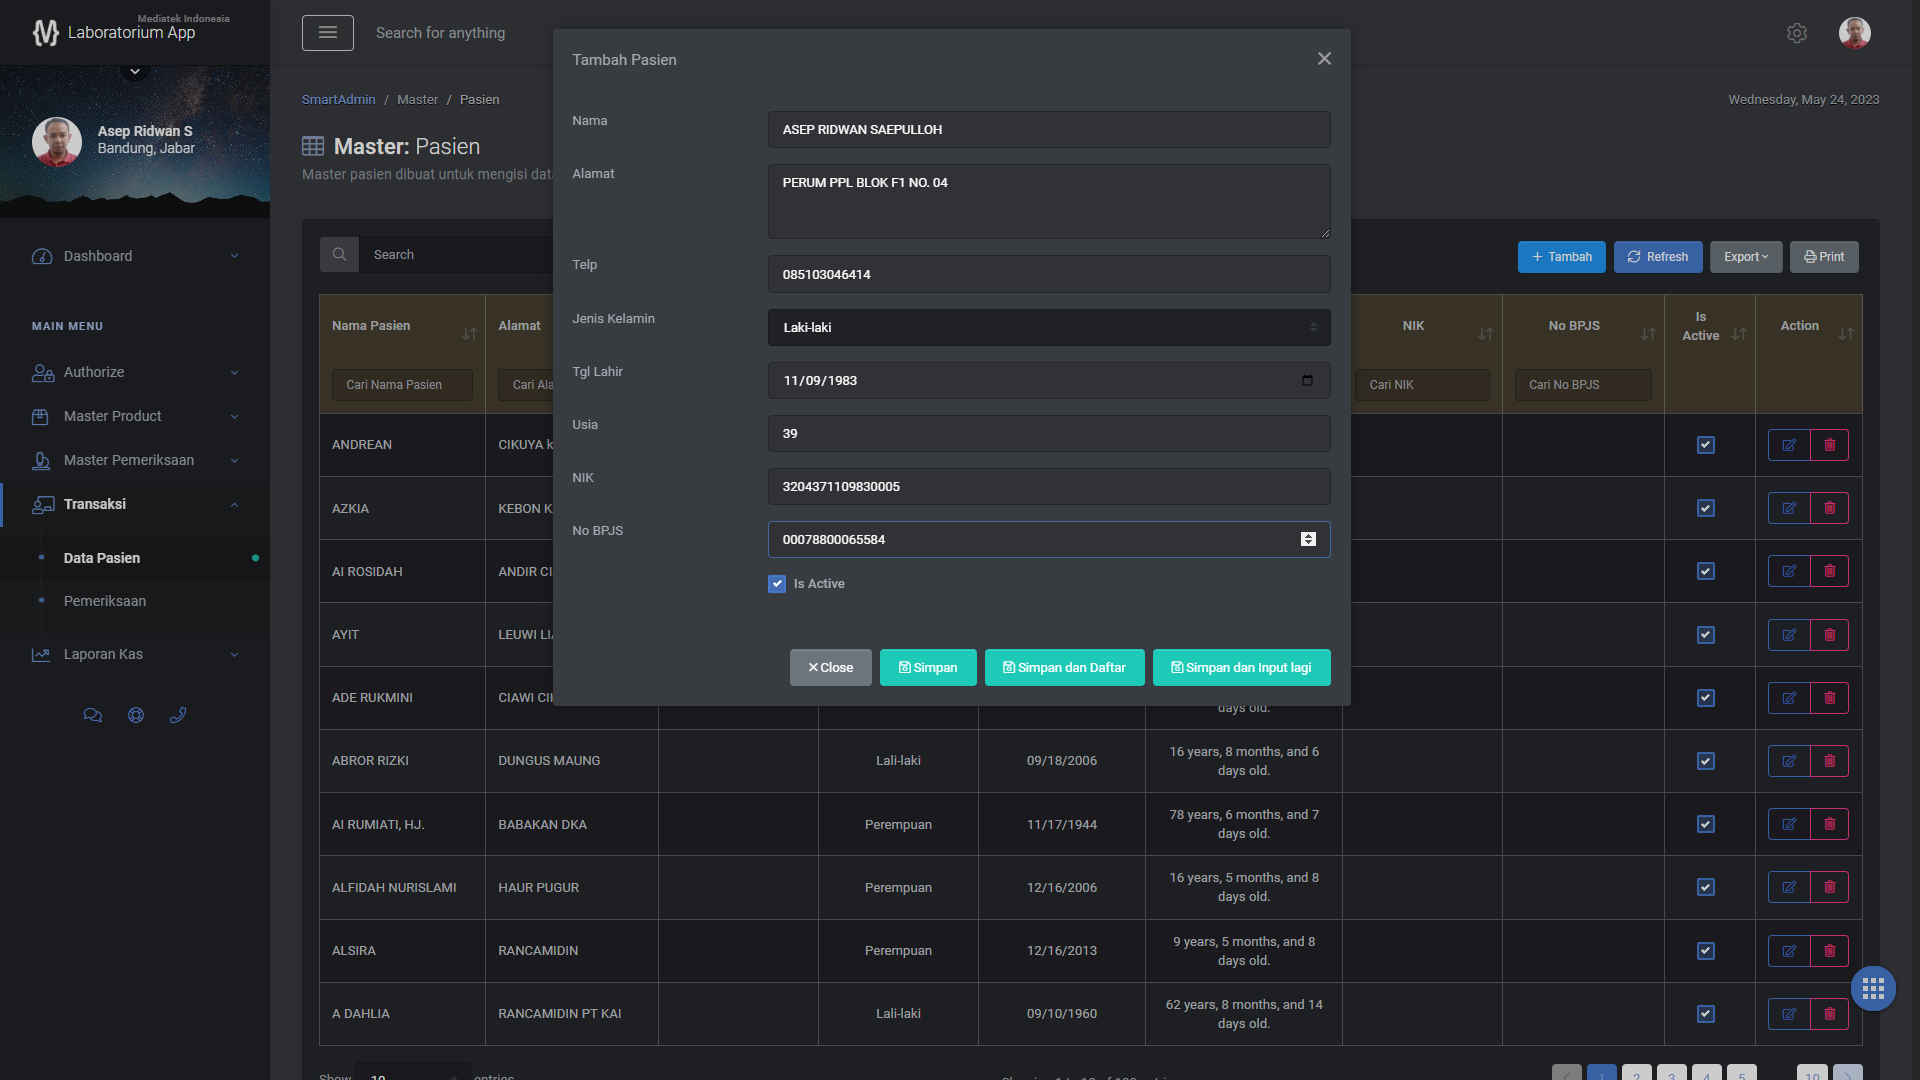 Mediatek Indonesia
Laboratorium App
Search for anything
Asep Ridwan S
Bandung, Jabar
Dashboard
MAIN MENU
Authorize
Master Product
Master Pemeriksaan
Transaksi
Data Pasien
Pemeriksaan
Laporan Kas
SmartAdmin / Master / Pasien
Wednesday, May 24, 2023
Master: Pasien
Master pasien dibuat untuk mengisi dat
Search
+ Tambah
Refresh
Export
Print
Tambah Pasien
Nama
ASEP RIDWAN SAEPULLOH
Alamat
PERUM PPL BLOK F1 NO. 04
Telp
085103046414
Jenis Kelamin
Laki-laki
Tgl Lahir
11/09/1983
Usia
39
NIK
3204371109830005
No BPJS
00078800065584
Is Active
Close
Simpan
Simpan dan Daftar
Simpan dan Input lagi
Nama Pasien
Alamat
NIK
No BPJS
Is
Active
Action
Cari Nama Pasien
Cari Ala
Cari NIK
Cari No BPJS
ANDREAN CIKUYA k
AZKIA KEBON K
AI ROSIDAH ANDIR CI
AYIT LEUWI LI
ADE RUKMINI CIAWI CI
days old.
ABROR RIZKI DUNGUS MAUNG Lali-laki 09/18/2006 16 years, 8 months, and 6
days old.
AI RUMIATI, HJ. BABAKAN DKA Perempuan 11/17/1944 78 years, 6 months, and 7
days old.
ALFIDAH NURISLAMI HAUR PUGUR Perempuan 12/16/2006 16 years, 5 months, and 8
days old.
ALSIRA RANCAMIDIN Perempuan 12/16/2013 9 years, 5 months, and 8
days old.
A DAHLIA RANCAMIDIN PT KAI Lali-laki 09/10/1960 62 years, 8 months, and 14
days old.
Show 10 entries
1 2 3 4 5 10